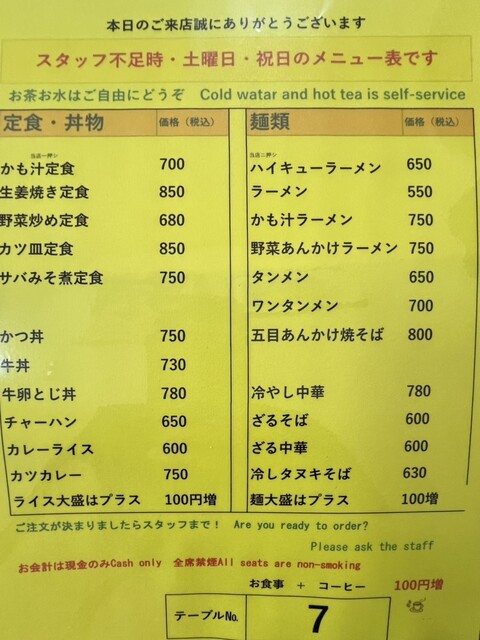 本日のご来店誠にありがとうございます
スタッフ不足時・土曜日・祝日のメニュー表です
お茶お水はご自由にどうぞ Cold watar and hot tea is self-service
定食・丼物 価格（税込）
当店一押シ
かも汁定食 700
生姜焼き定食 850
野菜炒め定食 680
カツ皿定食 850
サバみそ煮定食 750
かつ丼 750
牛丼 730
牛卵とじ丼 780
チャーハン 650
カレーライス 600
カツカレー 750
ライス大盛はプラス 100円増
麺類 価格（税込）
当店ニ押シ
ハイキューラーメン 650
ラーメン 550
かも汁ラーメン 750
野菜あんかけラーメン 750
タンメン 650
ワンタンメン 700
五目あんかけ焼そば 800
冷やし中華 780
ざるそば 600
ざる中華 600
冷しタヌキそば 630
麺大盛はプラス 100増
ご注文が決まりましたらスタッフまで！ Are you ready to order?
Please ask the staff
お会計は現金のみCash only 全席禁煙All seats are non-smoking
お食事 + コーヒー 100円増
テーブルNo. 7